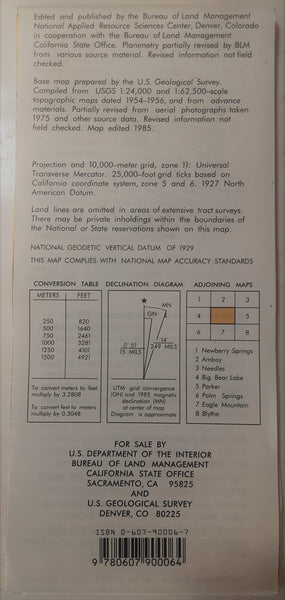 Edited and published by the Bureau of Land Management
National Applied Resource Sciences Center, Denver, Colorado
in cooperation with the Bureau of Land Management
California State Office. Planimetry partially revised by BLM
from various source material. Revised information not field
checked.
Base map prepared by the U.S. Geological Survey.
Compiled from USGS 1:24,000 and 1:62,500-scale
topographic maps dated 1954-1956, and from advance
materials. Partially revised from aerial photographs taken
1975 and other source data. Revised information not
field checked. Map edited 1985.
Projection and 10,000-meter grid, zone 11: Universal
Transverse Mercator. 25,000-foot grid ticks based on
California coordinate system, zone 5 and 6. 1927 North
American Datum.
Land lines are omitted in areas of extensive tract surveys.
There may be private inholdings within the boundaries of
the National or State reservations shown on this map.
NATIONAL GEODETIC VERTICAL DATUM OF 1929
THIS MAP COMPLIES WITH NATIONAL MAP ACCURACY STANDARDS
CONVERSION TABLE
METERS FEET
250 820
500 1640
750 2461
1000 3281
1250 4101
1500 4921
To convert meters to feet
multiply by 3.2808
To convert feet to meters
multiply by 0.3048
DECLINATION DIAGRAM
MN
GN
0°51'
15 MILS
14°
249 MILS
UTM grid convergence
(GN) and 1985 magnetic
declination (MN)
at center of map
Diagram is approximate
ADJOINING MAPS
1 2 3
4 5
6 7 8
1 Newberry Springs
2 Amboy
3 Needles
4 Big Bear Lake
5 Parker
6 Palm Springs
7 Eagle Mountain
8 Blythe
FOR SALE BY
U.S. DEPARTMENT OF THE INTERIOR
BUREAU OF LAND MANAGEMENT
CALIFORNIA STATE OFFICE
SACRAMENTO, CA 95825
AND
U.S. GEOLOGICAL SURVEY
DENVER, CO 80225
ISBN 0-607-90006-7
9 780607 900064